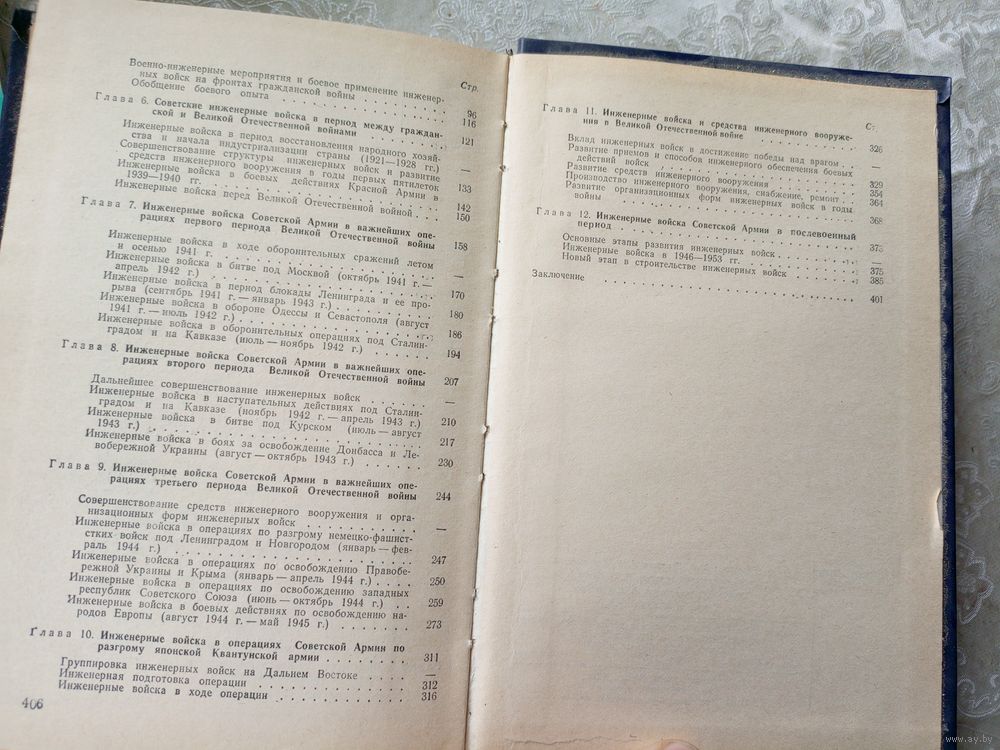 Стр.
Военно-инженерные мероприятия и боевое применение инженер-
ных войск на фронтах гражданской войны . . . . . . . 96
Обобщение боевого опыта . . . . . . . . . . 116
Глава 6. Советские инженерные войска в период между граждан-
ской и Великой Отечественной войнами . . . . . . 121
Инженерные войска в период восстановления народного хозяй-
ства и начала индустриализации страны (1921—1928 гг.) . . —
Совершенствование структуры инженерных войск и развитие
средств инженерного вооружения в годы первых пятилеток 133
Инженерные войска в боевых действиях Красной Армии в
1939—1940 гг. . . . . . . . . . . 142
Инженерные войска перед Великой Отечественной войной . . . 150
Глава 7. Инженерные войска Советской Армии в важнейших опе-
рациях первого периода Великой Отечественной войны 158
Инженерные войска в ходе оборонительных сражений летом
и осенью 1941 г. . . . . . . . . . —
Инженерные войска в битве под Москвой (октябрь 1941 г.—
апрель 1942 г.) . . . . . . . . . 170
Инженерные войска в период блокады Ленинграда и ее про-
рыва (сентябрь 1941 г.—январь 1943 г.) . . . . . . 180
Инженерные войска в обороне Одессы и Севастополя (август
1941 г.—июль 1942 г.) . . . . . . . . 186
Инженерные войска в оборонительных операциях под Сталин-
градом и на Кавказе (июль—ноябрь 1942 г.) . . . . . . 194
Глава 8. Инженерные войска Советской Армии в важнейших опе-
рациях второго периода Великой Отечественной войны 207
Дальнейшее совершенствование инженерных войск . . . . . —
Инженерные войска в наступательных действиях под Сталин-
градом и на Кавказе (ноябрь 1942 г.—апрель 1943 г.) 210
Инженерные войска в битве под Курском (июль—август
1943 г.) . . . . . . . . . . 217
Инженерные войска в боях за освобождение Донбасса и Ле-
вобережной Украины (август—октябрь 1943 г.) . . . . . 230
Глава 9. Инженерные войска Советской Армии в важнейших опе-
рациях третьего периода Великой Отечественной войны 244
Совершенствование средств инженерного вооружения и орга-
низационных форм инженерных войск . . . . . . . —
Инженерные войска в операциях по разгрому немецко-фашист-
стких войск под Ленинградом и Новгородом (январь—фев-
раль 1944 г.) . . . . . . . . . . 247
Инженерные войска в операциях по освобождению Правобе-
режной Украины и Крыма (январь—апрель 1944 г.) . . . . 250
Инженерные войска в операциях по освобождению западных
республик Советского Союза (июнь—октябрь 1944 г.) . . 259
Инженерные войска в боевых действиях по освобождению на-
родов Европы (август 1944 г.—май 1945 г.) . . . . . . 273
Глава 10. Инженерные войска в операциях Советской Армии по
разгрому японской Квантунской армии . . . . . . . 311
Группировка инженерных войск на Дальнем Востоке . . . . —
Инженерная подготовка операции . . . . . . . . 312
Инженерные войска в ходе операции . . . . . . . . 316
406
Ст.
Глава 11. Инженерные войска и средства инженерного вооруже-
ния в Великой Отечественной войне . . . . . . . 326
Вклад инженерных войск в достижение победы над врагом . . —
Развитие приемов и способов инженерного обеспечения боевых
действий войск . . . . . . . . . . 329
Развитие средств инженерного вооружения . . . . . . . 354
Производство инженерного вооружения, снабжение, ремонт . . 364
Развитие организационных форм инженерных войск в годы
войны . . . . . . . . . . . 368
Глава 12. Инженерные войска Советской Армии в послевоенный
период . . . . . . . . . . . 373
Основные этапы развития инженерных войск . . . . . . —
Инженерные войска в 1946—1953 гг. . . . . . . . . 375
Новый этап в строительстве инженерных войск . . . . . 385
Заключение . . . . . . . . . . . . 401
www.ay.by